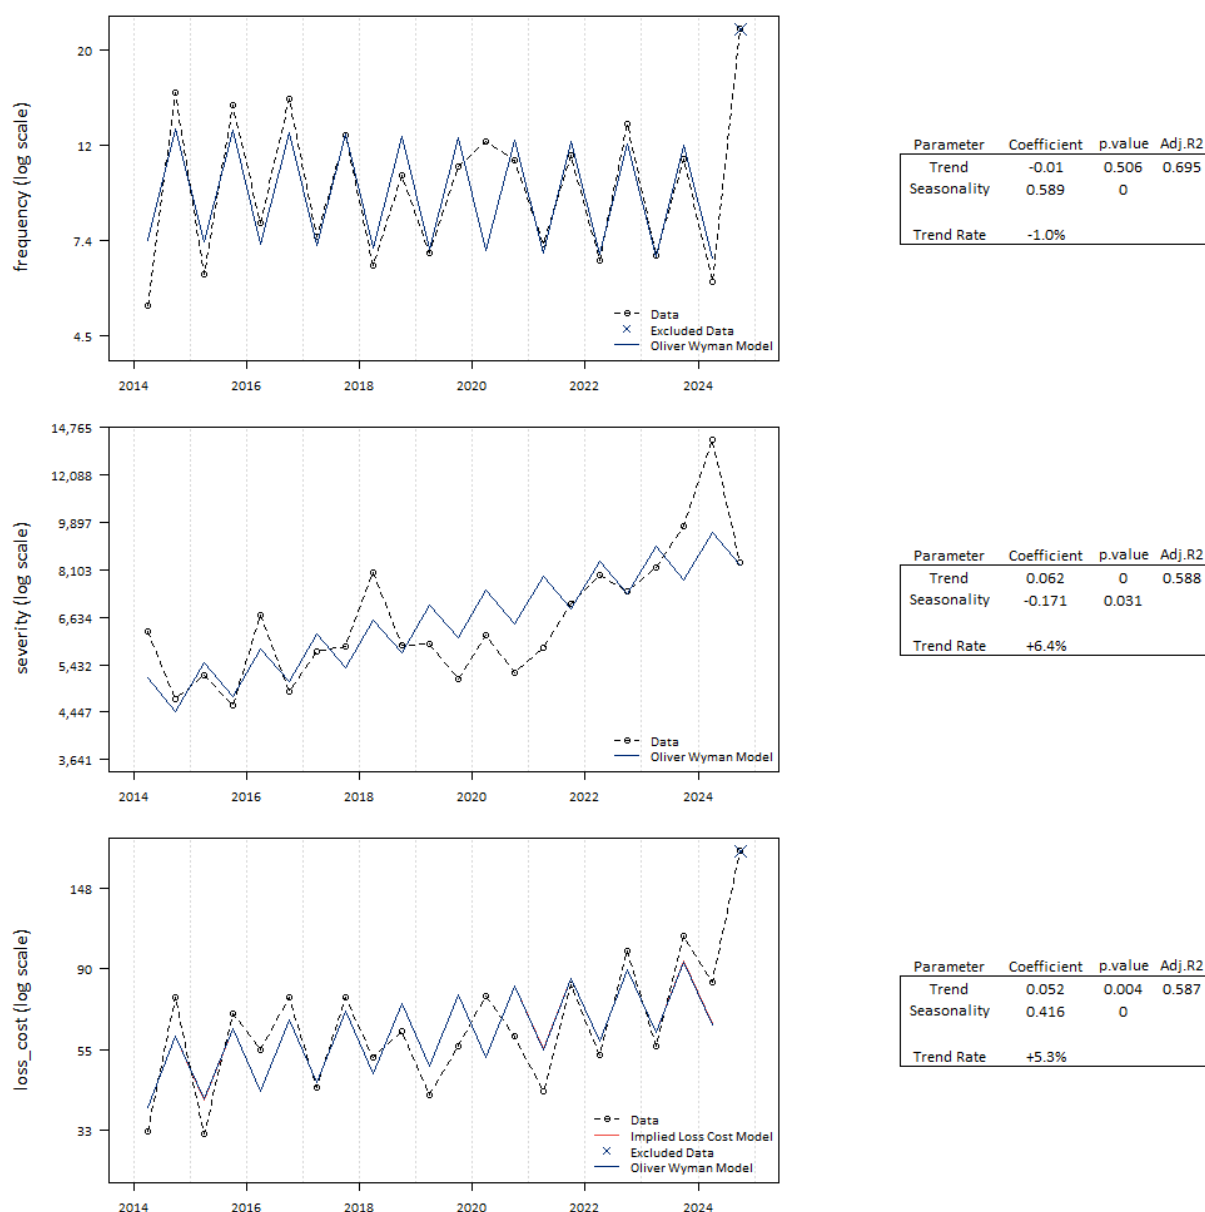 frequency (log scale)
20
12
7.4
4.5
Data
Excluded Data
Oliver Wyman Model
2014 2016 2018 2020 2022 2024
Parameter Coefficient p.value Adj.R2
Trend -0.01 0.506 0.695
Seasonality 0.589 0
Trend Rate -1.0%
severity (log scale)
14,765
12,088
9,897
8,103
6,634
5,432
4,447
3,641
Data
Oliver Wyman Model
2014 2016 2018 2020 2022 2024
Parameter Coefficient p.value Adj.R2
Trend 0.062 0 0.588
Seasonality -0.171 0.031
Trend Rate +6.4%
loss_cost (log scale)
148
90
55
33
Data
Implied Loss Cost Model
Excluded Data
Oliver Wyman Model
2014 2016 2018 2020 2022 2024
Parameter Coefficient p.value Adj.R2
Trend 0.052 0.004 0.587
Seasonality 0.416 0
Trend Rate +5.3%